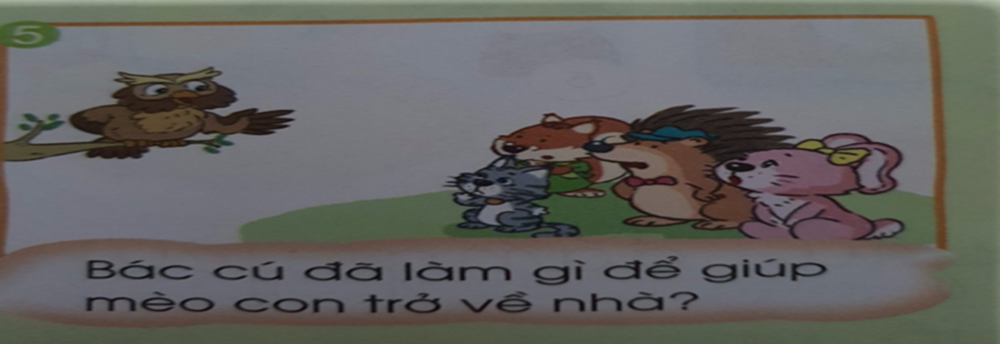 5
Bác cú đã làm gì để giúp
mèo con trở về nhà?